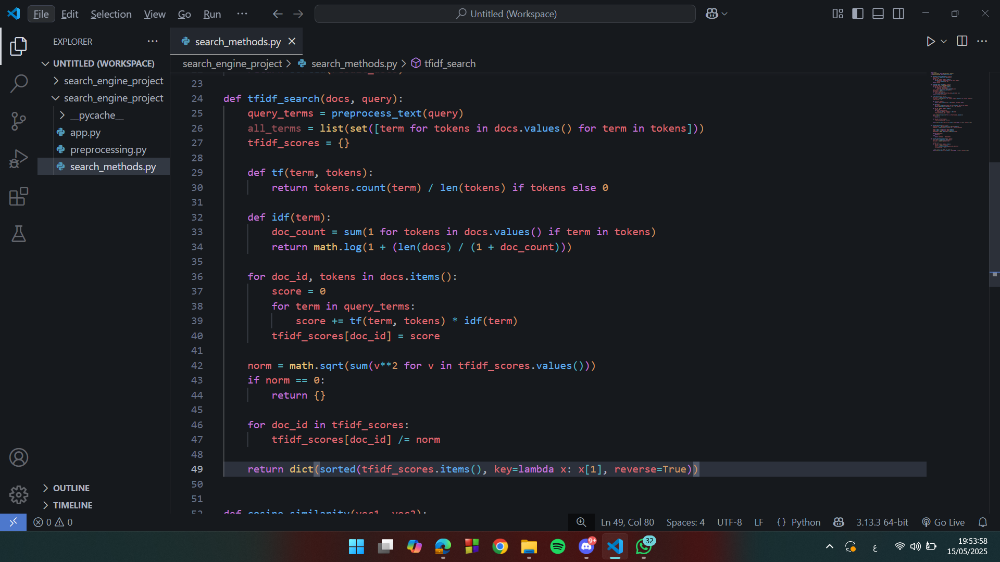 File Edit Selection View Go Run ···
Untitled (Workspace)
EXPLORER ···
UNTITLED (WORKSPACE)
search_engine_project
search_engine_project
__pycache__
app.py
preprocessing.py
search_methods.py
OUTLINE
TIMELINE
search_methods.py
search_engine_project > search_methods.py > tfidf_search
23
24 def tfidf_search(docs, query):
25     query_terms = preprocess_text(query)
26     all_terms = list(set([term for tokens in docs.values() for term in tokens]))
27     tfidf_scores = {}
28
29     def tf(term, tokens):
30         return tokens.count(term) / len(tokens) if tokens else 0
31
32     def idf(term):
33         doc_count = sum(1 for tokens in docs.values() if term in tokens)
34         return math.log(1 + (len(docs) / (1 + doc_count)))
35
36     for doc_id, tokens in docs.items():
37         score = 0
38         for term in query_terms:
39             score += tf(term, tokens) * idf(term)
40         tfidf_scores[doc_id] = score
41
42     norm = math.sqrt(sum(v**2 for v in tfidf_scores.values()))
43     if norm == 0:
44         return {}
45
46     for doc_id in tfidf_scores:
47         tfidf_scores[doc_id] /= norm
48
49     return dict(sorted(tfidf_scores.items(), key=lambda x: x[1], reverse=True))
50
51
52 def cosine_similarity(vec1, vec2):
0 0
Ln 49, Col 80 Spaces: 4 UTF-8 LF {} Python 3.13.3 64-bit Go Live
9+
32
ع
19:53:58
15/05/2025